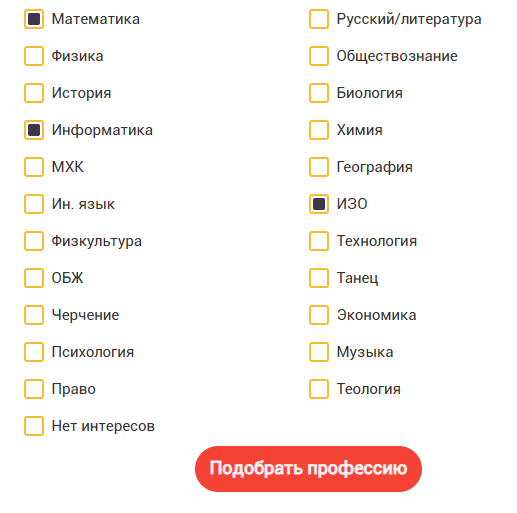 Математика
Русский/литература
Физика
Обществознание
История
Биология
Информатика
Химия
МХК
География
Ин. язык
ИЗО
Физкультура
Технология
ОБЖ
Танец
Черчение
Экономика
Психология
Музыка
Право
Теология
Нет интересов
Подобрать профессию